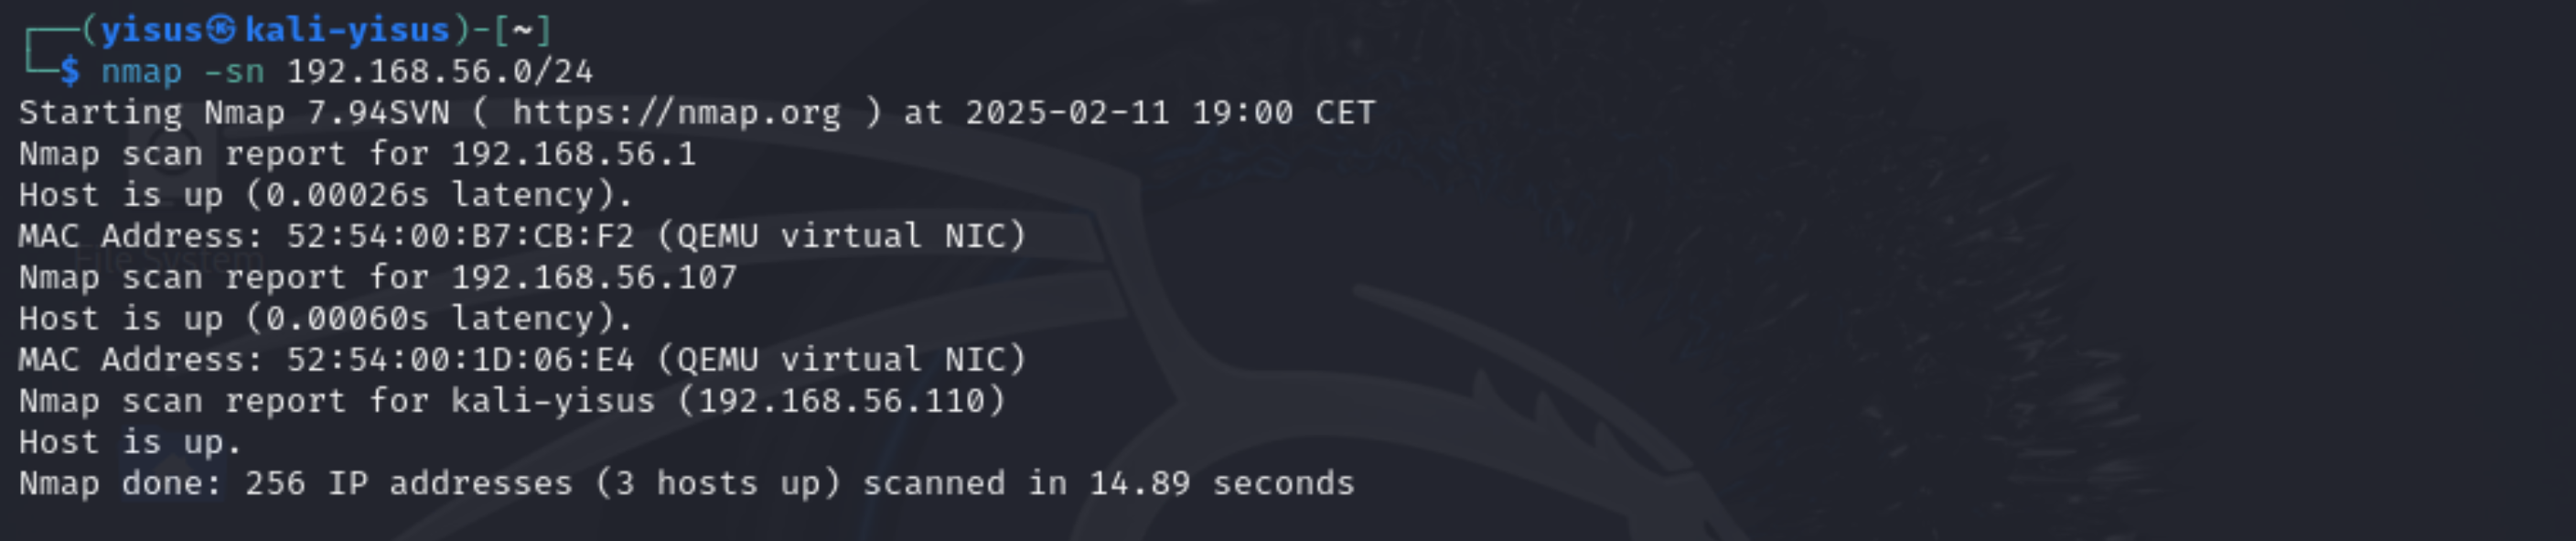 ┌──(yisus㉿kali-yisus)-[~]
└─$ nmap -sn 192.168.56.0/24
Starting Nmap 7.94SVN ( https://nmap.org ) at 2025-02-11 19:00 CET
Nmap scan report for 192.168.56.1
Host is up (0.00026s latency).
MAC Address: 52:54:00:B7:CB:F2 (QEMU virtual NIC)
File System
Nmap scan report for 192.168.56.107
Host is up (0.00060s latency).
MAC Address: 52:54:00:1D:06:E4 (QEMU virtual NIC)
Nmap scan report for kali-yisus (192.168.56.110)
Host is up.
Nmap done: 256 IP addresses (3 hosts up) scanned in 14.89 seconds